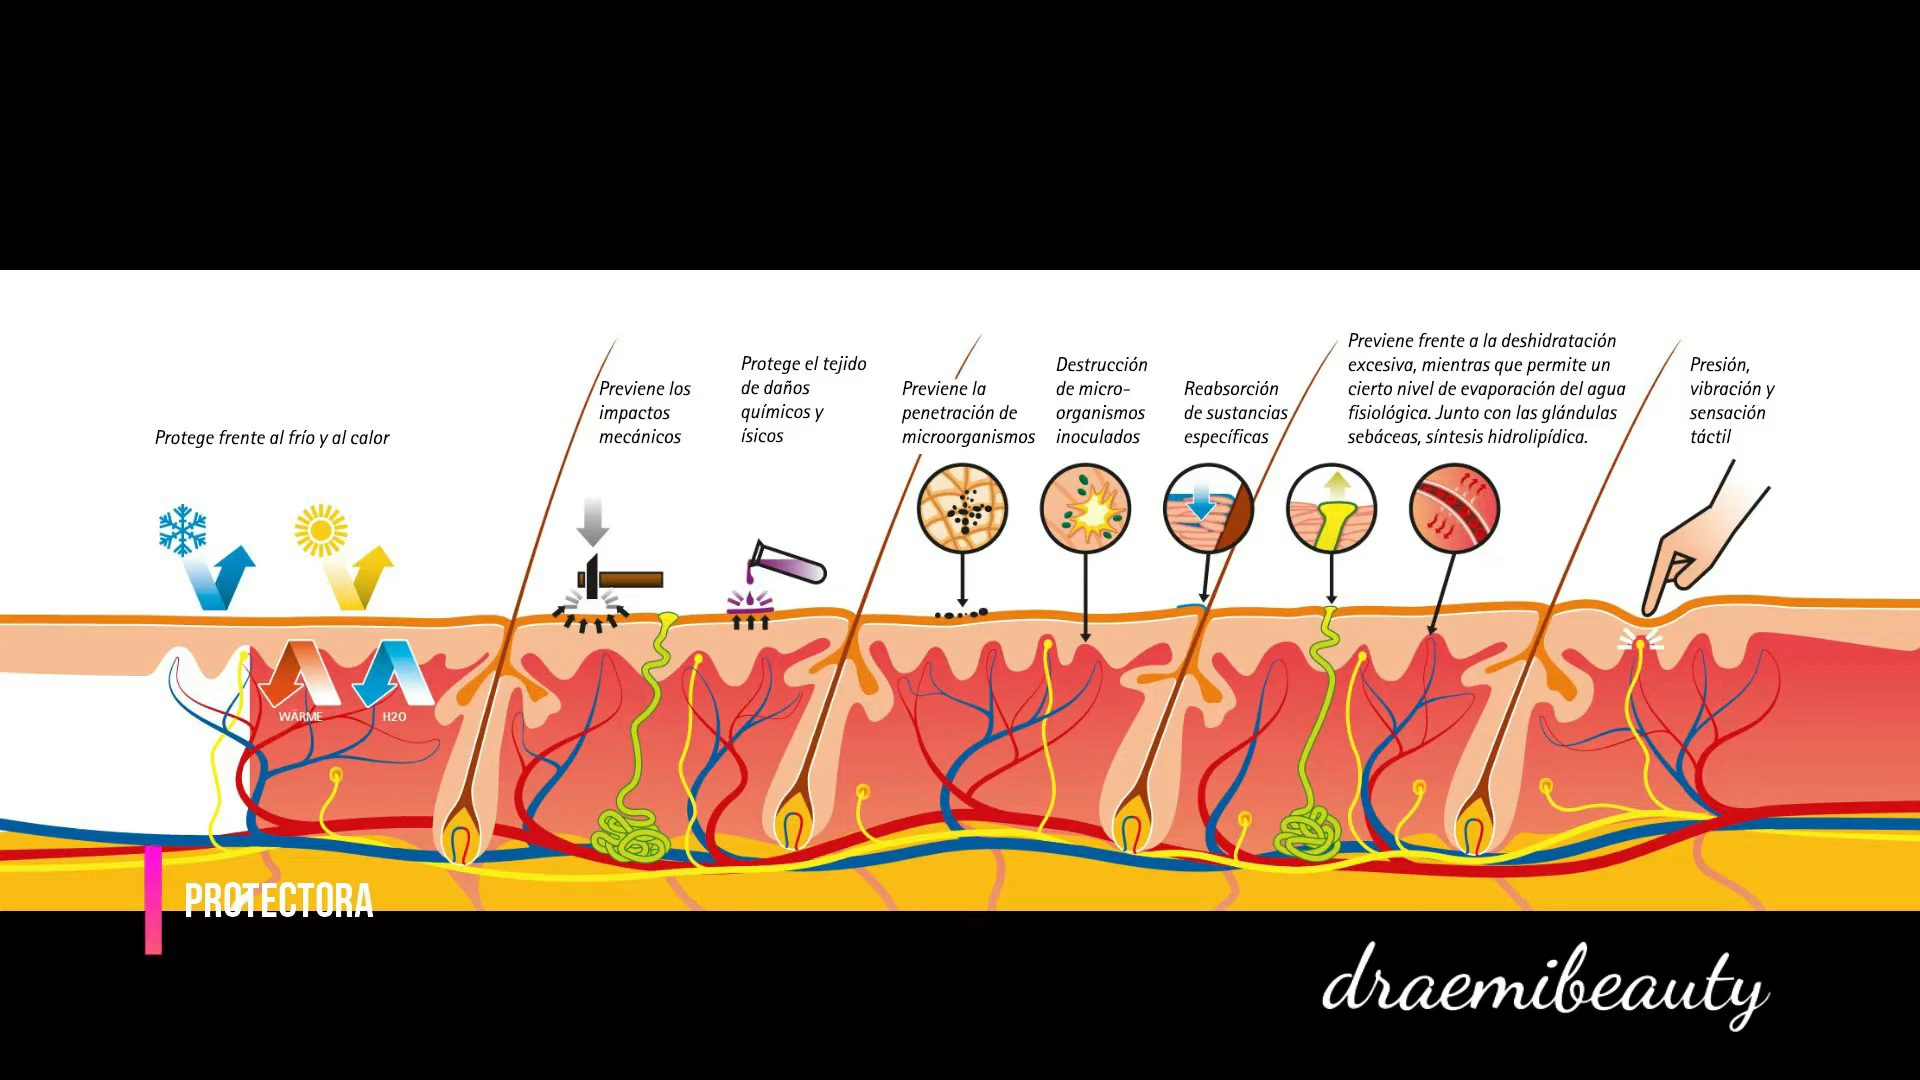 Protege frente al frío y al calor
Previene los
impactos
mecánicos
Protege el tejido
de daños
químicos y
ísicos
Previene la
penetración de
microorganismos
Destrucción
de micro-
organismos
inoculados
Reabsorción
de sustancias
específicas
Previene frente a la deshidratación
excesiva, mientras que permite un
cierto nivel de evaporación del agua
fisiológica. Junto con las glándulas
sebáceas, síntesis hidrolipídica.
Presión,
vibración y
sensación
táctil
WÄRME
H2O
PROTECTORA
draemibeauty